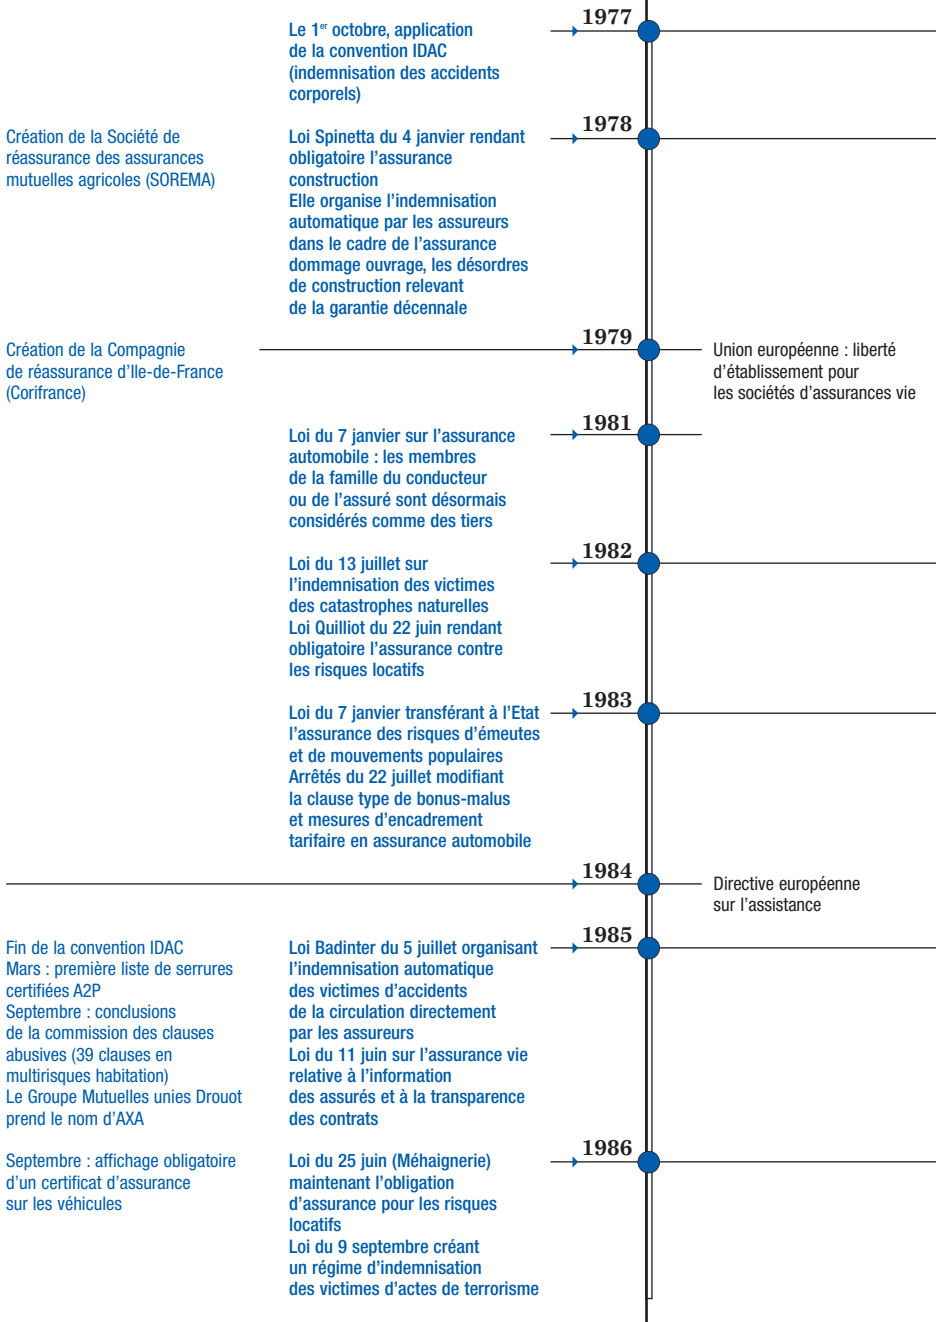 1977
Le 1er octobre, application
de la convention IDAC
(indemnisation des accidents
corporels)
1978
Création de la Société de
réassurance des assurances
mutuelles agricoles (SOREMA)
Loi Spinetta du 4 janvier rendant
obligatoire l'assurance
construction
Elle organise l'indemnisation
automatique par les assureurs
dans le cadre de l'assurance
dommage ouvrage, les désordres
de construction relevant
de la garantie décennale
1979
Création de la Compagnie
de réassurance d'Ile-de-France
(Corifrance)
Union européenne : liberté
d'établissement pour
les sociétés d'assurances vie
1981
Loi du 7 janvier sur l'assurance
automobile : les membres
de la famille du conducteur
ou de l'assuré sont désormais
considérés comme des tiers
1982
Loi du 13 juillet sur
l'indemnisation des victimes
des catastrophes naturelles
Loi Quilliot du 22 juin rendant
obligatoire l'assurance contre
les risques locatifs
1983
Loi du 7 janvier transférant à l'Etat
l'assurance des risques d'émeutes
et de mouvements populaires
Arrêtés du 22 juillet modifiant
la clause type de bonus-malus
et mesures d'encadrement
tarifaire en assurance automobile
1984
Directive européenne
sur l'assistance
1985
Fin de la convention IDAC
Mars : première liste de serrures
certifiées A2P
Septembre : conclusions
de la commission des clauses
abusives (39 clauses en
multirisques habitation)
Le Groupe Mutuelles unies Drouot
prend le nom d'AXA
Loi Badinter du 5 juillet organisant
l'indemnisation automatique
des victimes d'accidents
de la circulation directement
par les assureurs
Loi du 11 juin sur l'assurance vie
relative à l'information
des assurés et à la transparence
des contrats
1986
Septembre : affichage obligatoire
d'un certificat d'assurance
sur les véhicules
Loi du 25 juin (Méhaignerie)
maintenant l'obligation
d'assurance pour les risques
locatifs
Loi du 9 septembre créant
un régime d'indemnisation
des victimes d'actes de terrorisme